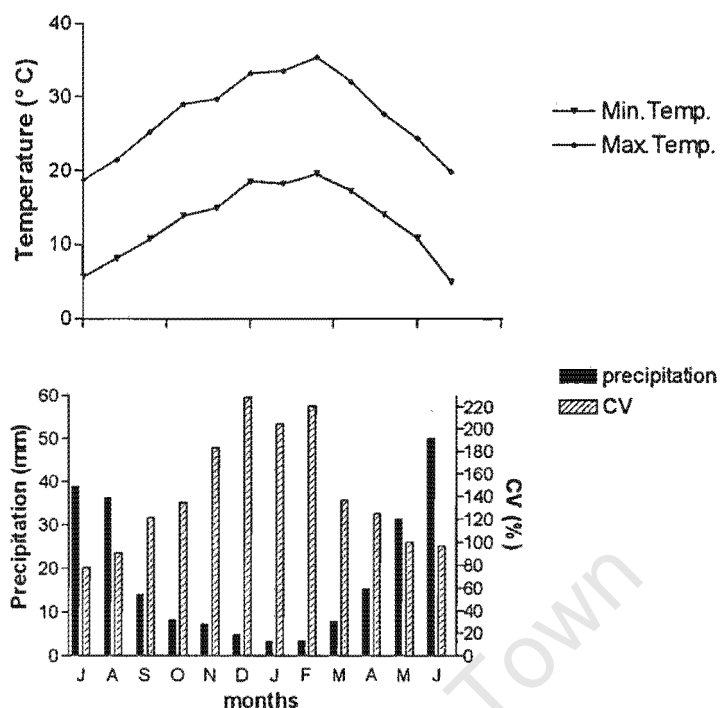 40
30
20
10
0
Temperature (°C)
Min.Temp.
Max.Temp.
precipitation
CV
60
50
40
30
20
10
0
Precipitation (mm)
220
200
180
160
140
120
100
80
60
40
20
0
CV (%)
J A S O N D J F M A M J
months
Town